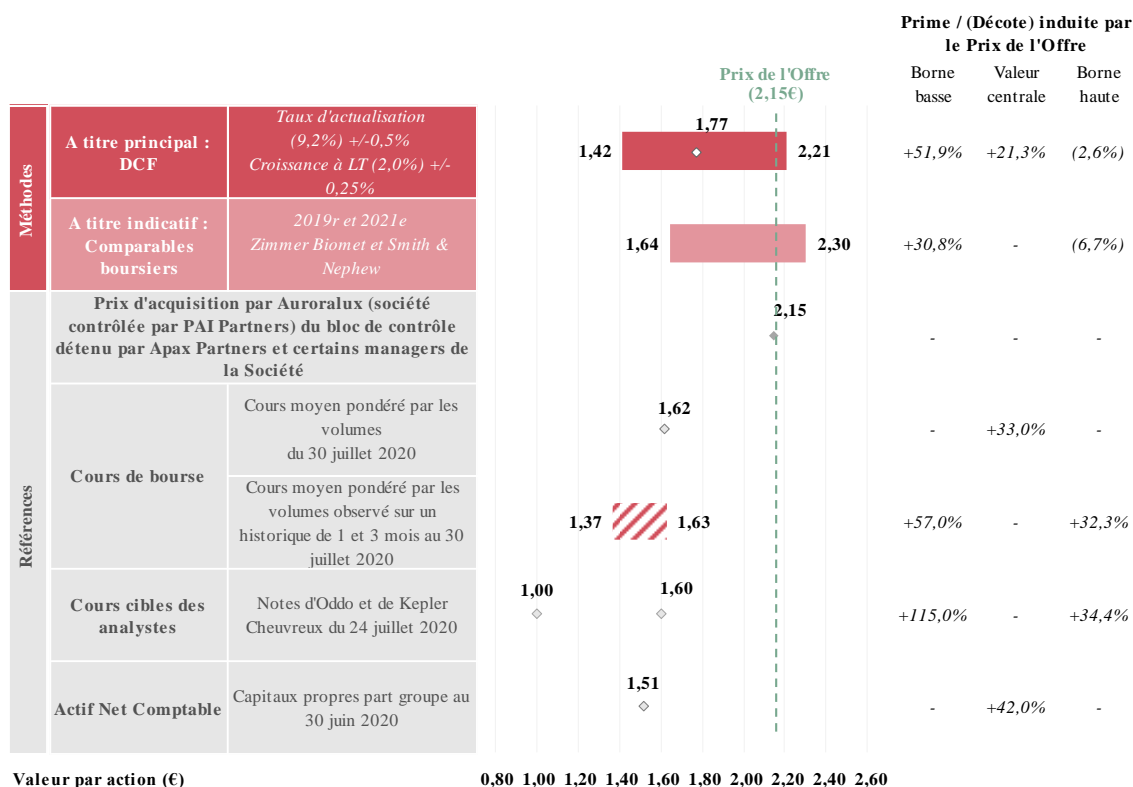 Prime / (Décote) induite par
le Prix de l'Offre
Prix de l'Offre
(2,15€)
Borne
basse
Valeur
centrale
Borne
haute
Méthodes
A titre principal :
DCF
Taux d'actualisation
(9,2%) +/-0,5%
Croissance à LT (2,0%) +/-
0,25%
1,42
1,77
2,21
+51,9%
+21,3%
(2,6%)
A titre indicatif :
Comparables
boursiers
2019r et 2021e
Zimmer Biomet et Smith &
Nephew
1,64
2,30
+30,8%
-
(6,7%)
Références
Prix d'acquisition par Auroralux (société
contrôlée par PAI Partners) du bloc de contrôle
détenu par Apax Partners et certains managers de
la Société
2,15
-
-
-
Cours de bourse
Cours moyen pondéré par les
volumes
du 30 juillet 2020
1,62
-
+33,0%
-
Cours moyen pondéré par les
volumes observé sur un
historique de 1 et 3 mois au 30
juillet 2020
1,37
1,63
+57,0%
-
+32,3%
Cours cibles des
analystes
Notes d'Oddo et de Kepler
Cheuvreux du 24 juillet 2020
1,00
1,60
+115,0%
-
+34,4%
Actif Net Comptable
Capitaux propres part groupe au
30 juin 2020
1,51
-
+42,0%
-
Valeur par action (€)
0,80 1,00 1,20 1,40 1,60 1,80 2,00 2,20 2,40 2,60